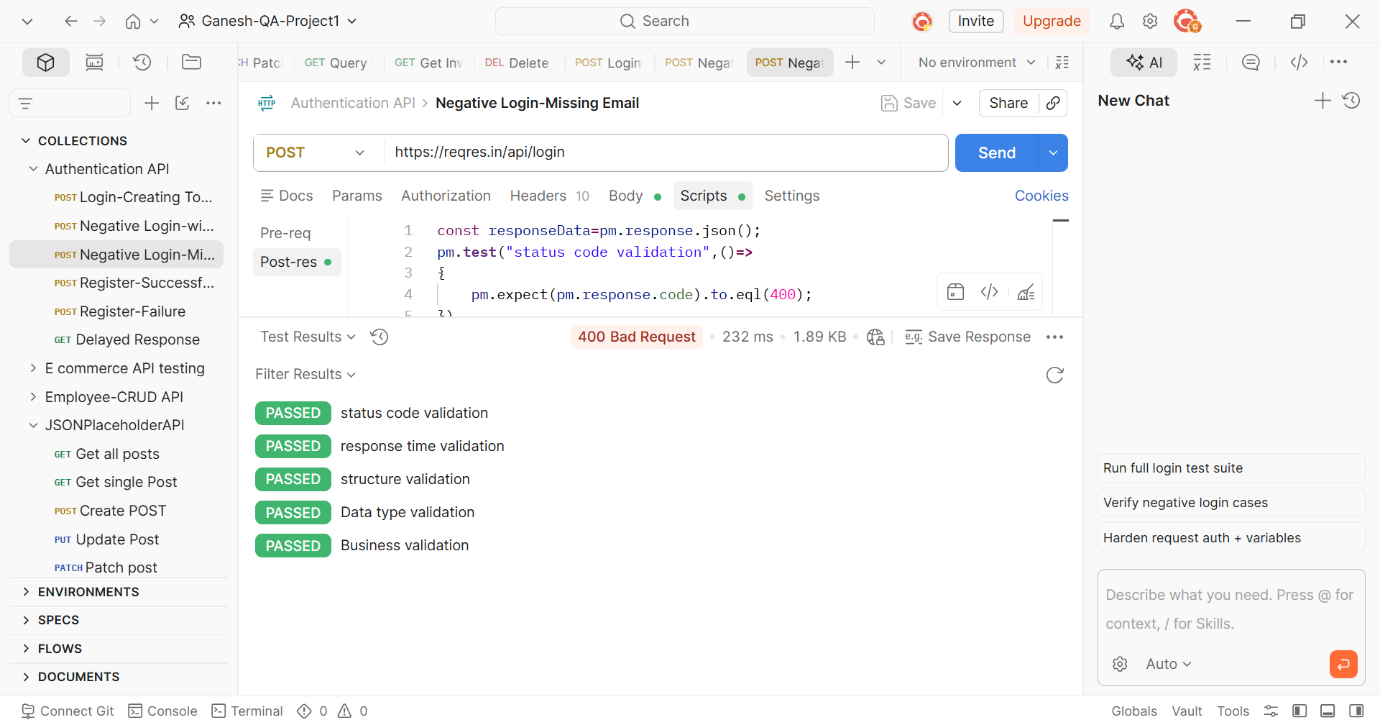 Ganesh-QA-Project1
Search
Invite
Upgrade
G
CH Patch
GET Query
GET Get Inv
DEL Delete
POST Login
POST Nega
POST Negat
No environment
AI
HTTP
Authentication API > Negative Login-Missing Email
Save
Share
New Chat
COLLECTIONS
Authentication API
POST Login-Creating To...
POST Negative Login-wi...
POST Negative Login-Mi...
POST Register-Successf...
POST Register-Failure
GET Delayed Response
E commerce API testing
Employee-CRUD API
JSONPlaceholderAPI
GET Get all posts
GET Get single Post
POST Create POST
PUT Update Post
PATCH Patch post
ENVIRONMENTS
SPECS
FLOWS
DOCUMENTS
POST
https://reqres.in/api/login
Send
Docs
Params
Authorization
Headers 10
Body
Scripts
Settings
Cookies
Pre-req
Post-res
1 const responseData=pm.response.json();
2 pm.test("status code validation",()=>
3 {
4 pm.expect(pm.response.code).to.eql(400);
5 })
Test Results
400 Bad Request
232 ms
1.89 KB
e.g. Save Response
Filter Results
PASSED status code validation
PASSED response time validation
PASSED structure validation
PASSED Data type validation
PASSED Business validation
Run full login test suite
Verify negative login cases
Harden request auth + variables
Describe what you need. Press @ for
context, / for Skills.
Auto
Connect Git
Console
Terminal
0
0
Globals
Vault
Tools